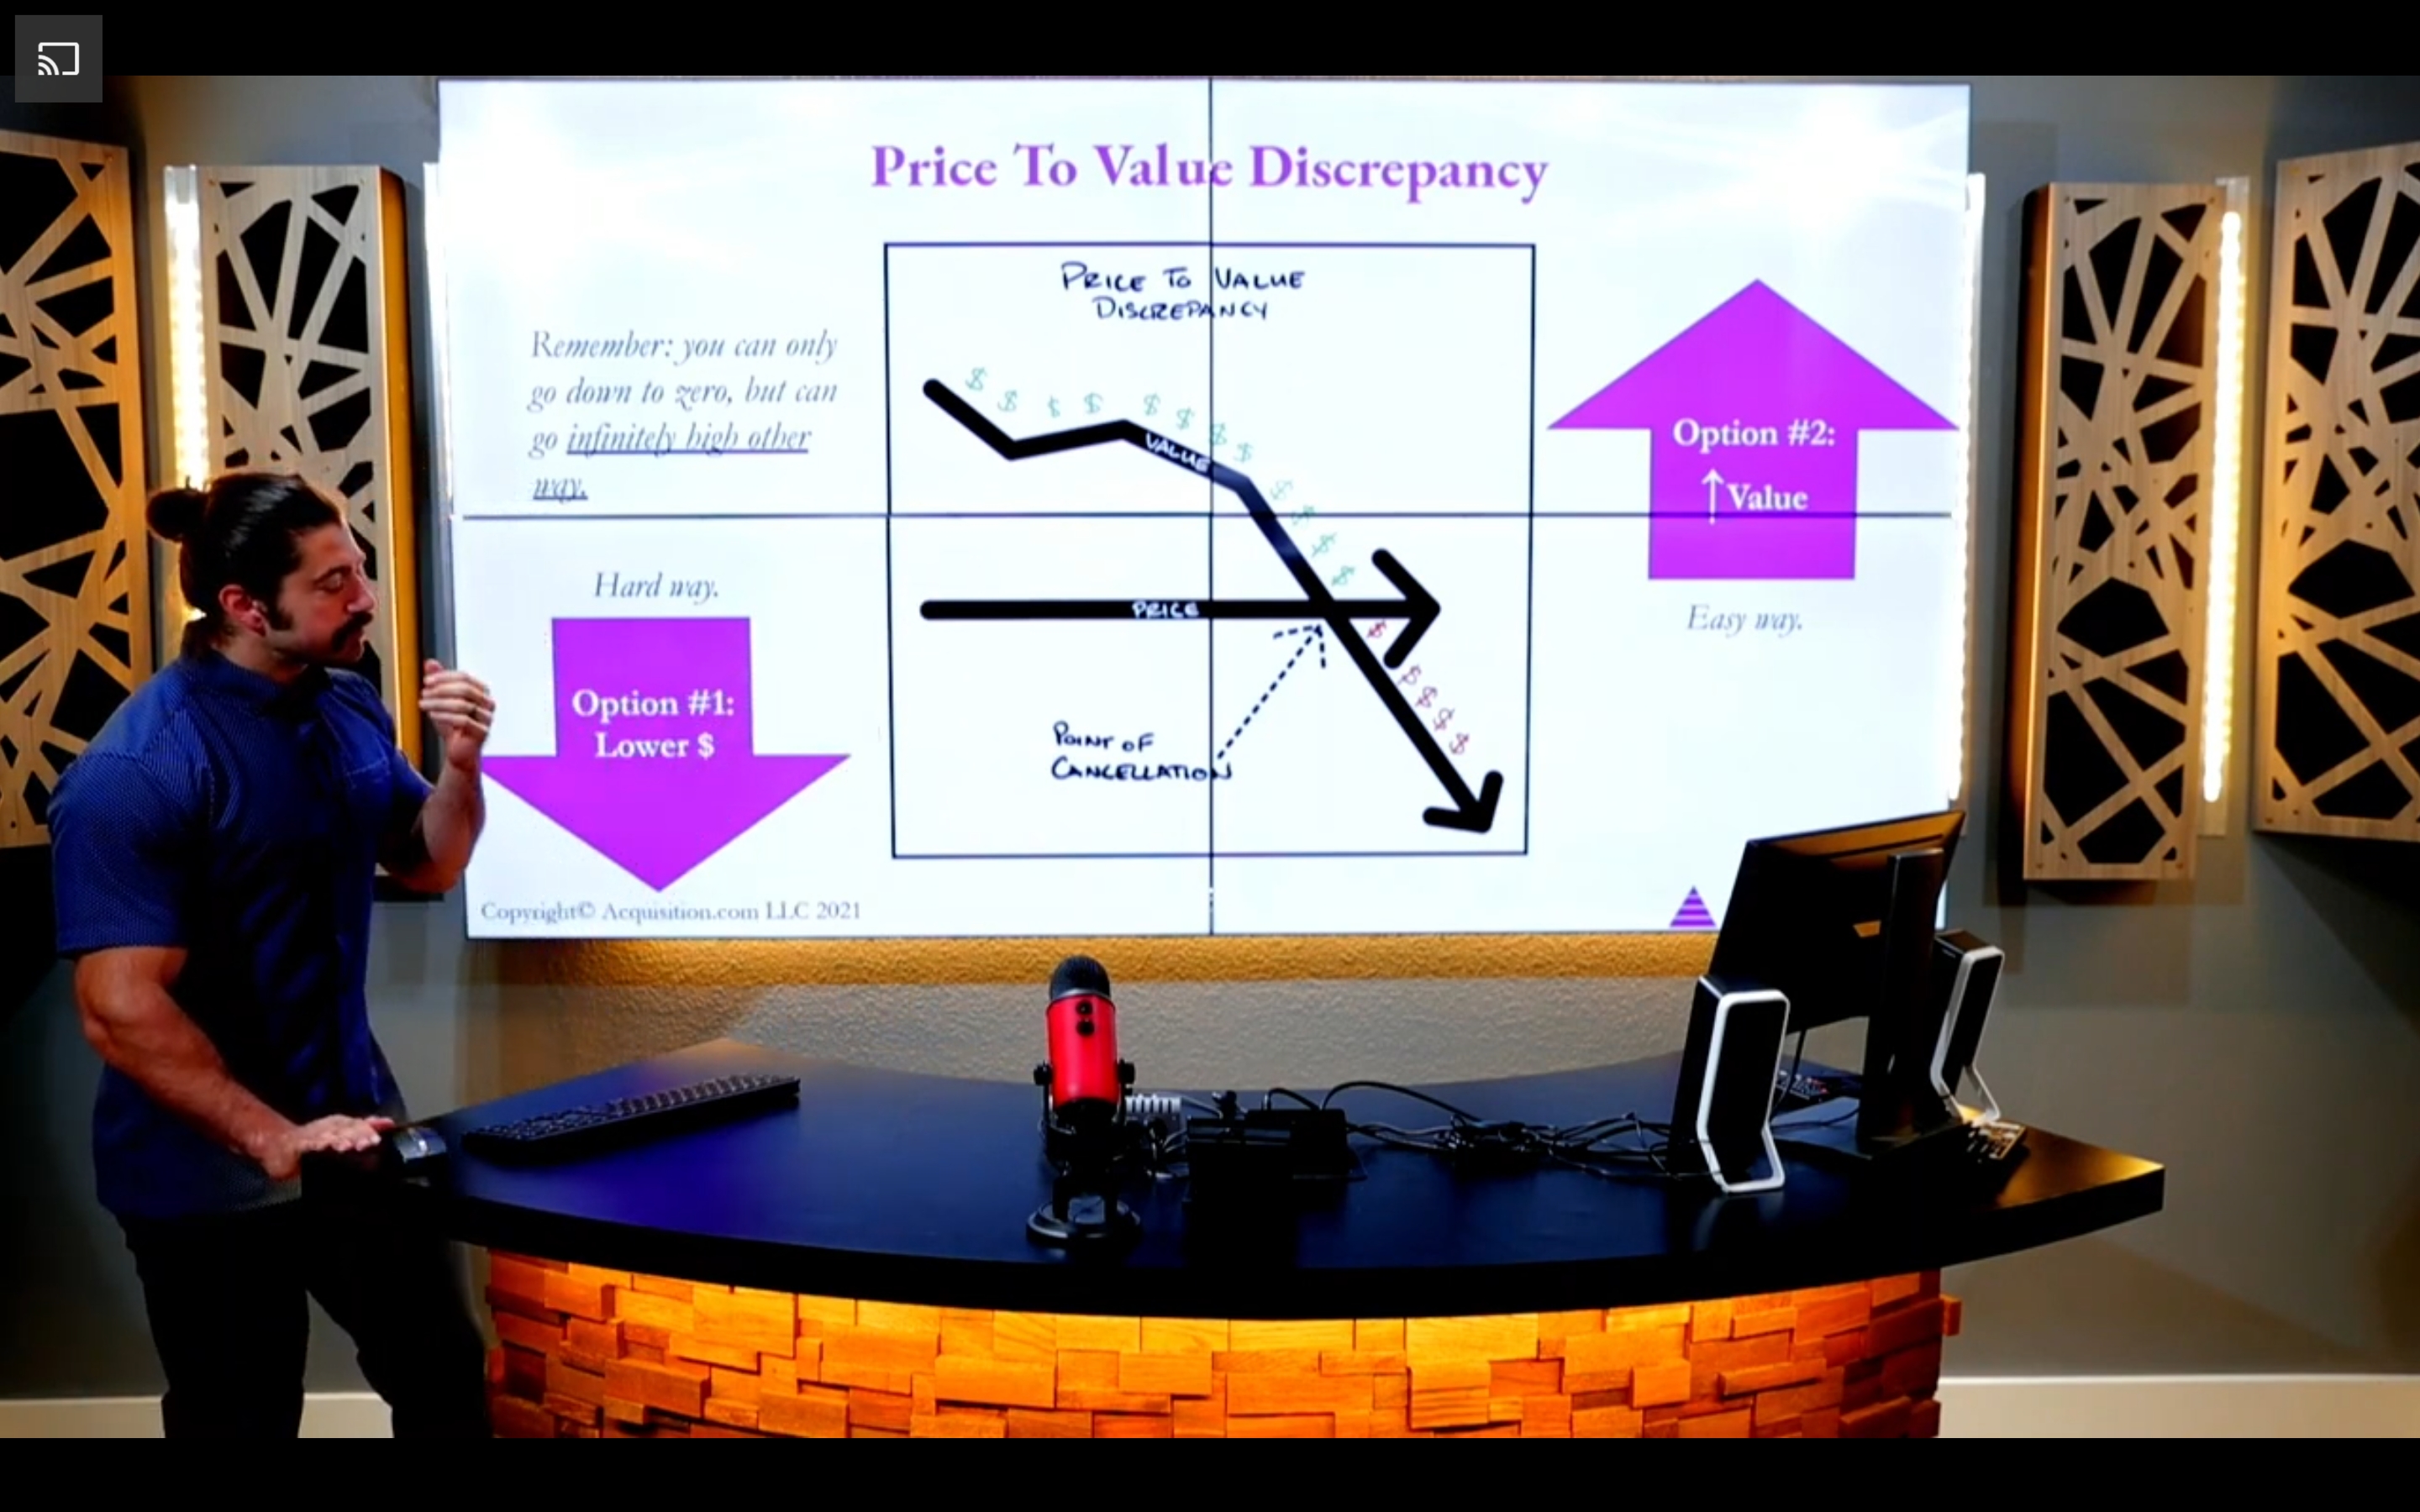 Price To Value Discrepancy
PRICE TO VALUE
DISCREPANCY
Remember: you can only
go down to zero, but can
go infinitely high other
way.
$ $ $ $ $ $ $ $ $ $ $ $
VALUE
Option #2:
↑Value
Easy way.
Hard way.
Option #1:
Lower $
PRICE
$ $ $ $ $
POINT OF
CANCELLATION
Copyright© Acquisition.com LLC 2021